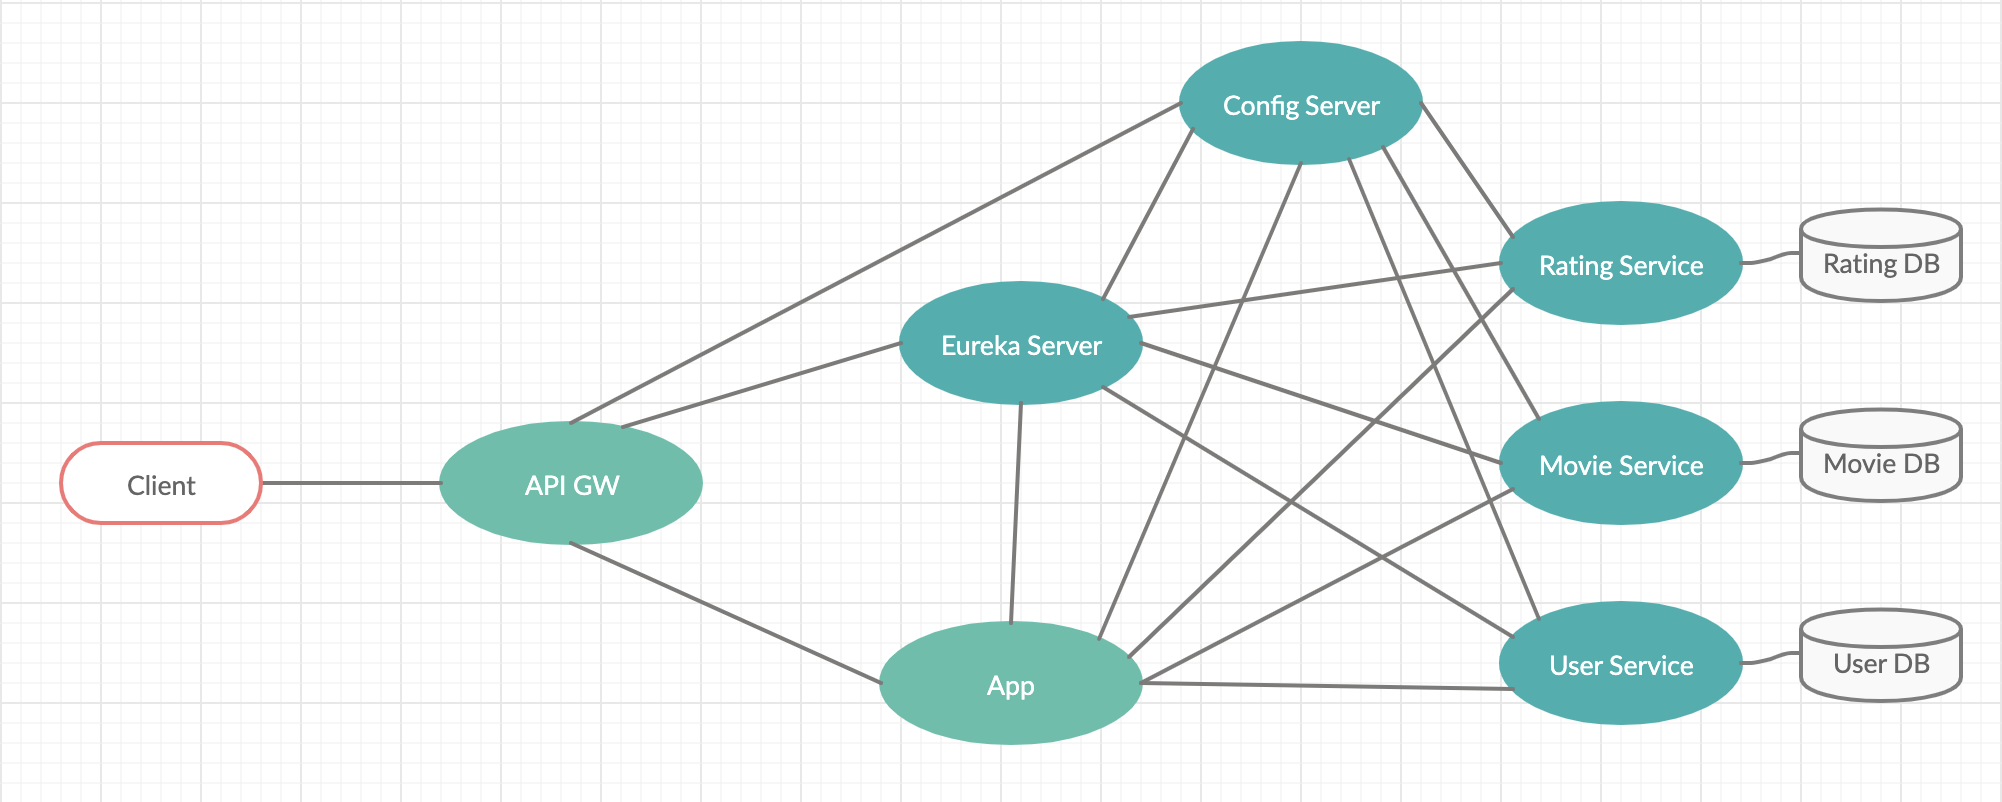 Config Server
Rating Service
Rating DB
Eureka Server
Client
API GW
Movie Service
Movie DB
App
User Service
User DB